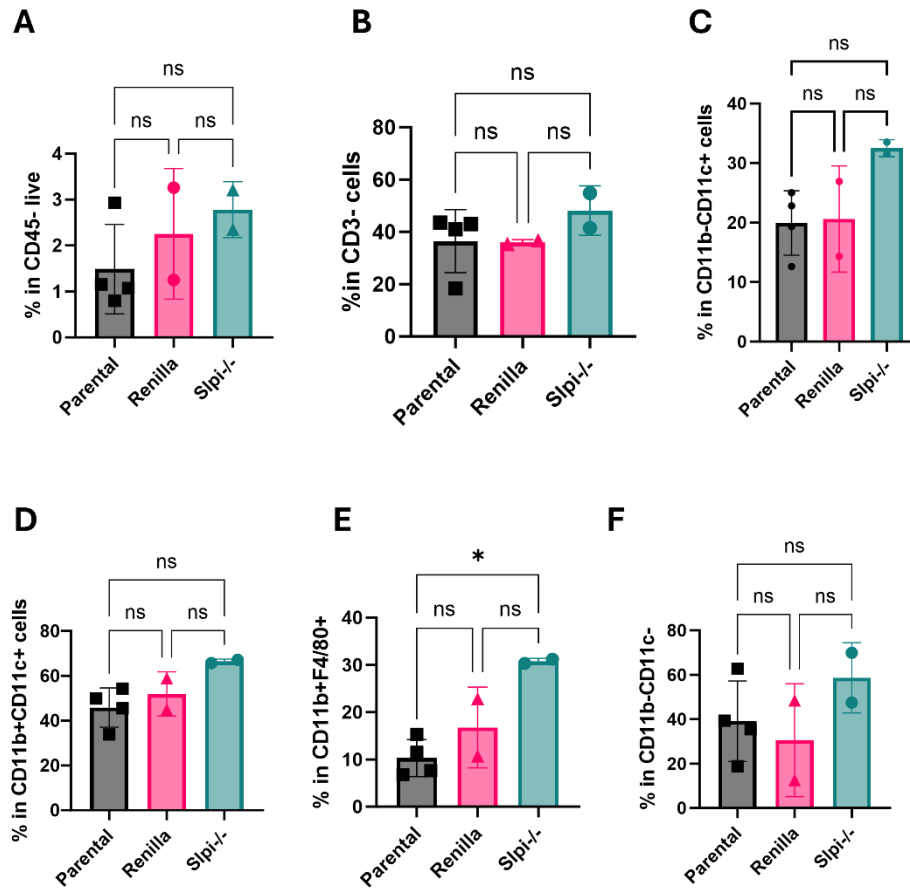 A
ns
ns
ns
% in CD45- live
4
3
2
1
0
Parental
Renilla
Slpi-/-
B
ns
ns
ns
%in CD3- cells
80
60
40
20
0
Parental
Renilla
Slpi-/-
C
ns
ns
ns
% in CD11b-CD11c+ cells
40
30
20
10
0
Parental
Renilla
Slpi-/-
D
ns
ns
ns
% in CD11b+CD11c+ cells
80
60
40
20
0
Parental
Renilla
Slpi-/-
E
*
ns
ns
% in CD11b+F4/80+
40
30
20
10
0
Parental
Renilla
Slpi-/-
F
ns
ns
ns
% in CD11b-CD11c-
80
60
40
20
0
Parental
Renilla
Slpi-/-